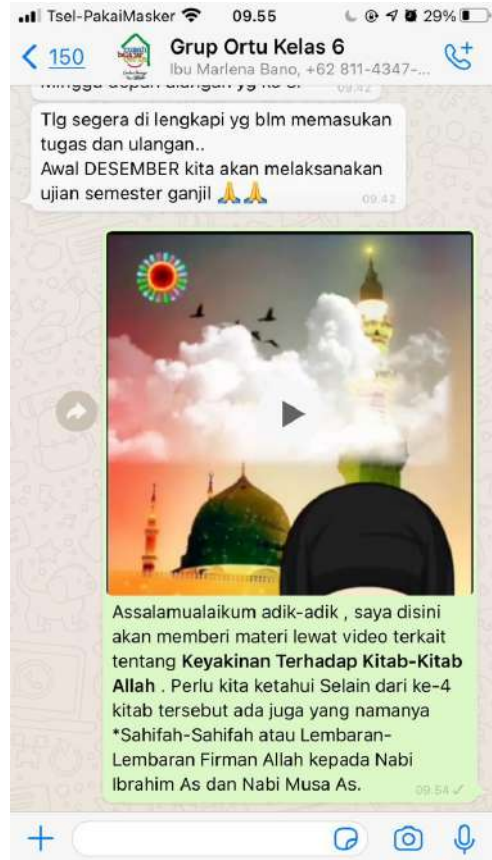 Tsel-PakaiMasker 09.55 29%
150 Grup Ortu Kelas 6
Ibu Marlena Bano, +62 811-4347-...
09.42
Tlg segera di lengkapi yg blm memasukan
tugas dan ulangan..
Awal DESEMBER kita akan melaksanakan
ujian semester ganjil 🙏🙏 09.42
Assalamualaikum adik-adik , saya disini
akan memberi materi lewat video terkait
tentang Keyakinan Terhadap Kitab-Kitab
Allah . Perlu kita ketahui Selain dari ke-4
kitab tersebut ada juga yang namanya
*Sahifah-Sahifah atau Lembaran-
Lembaran Firman Allah kepada Nabi
Ibrahim As dan Nabi Musa As. 09.54